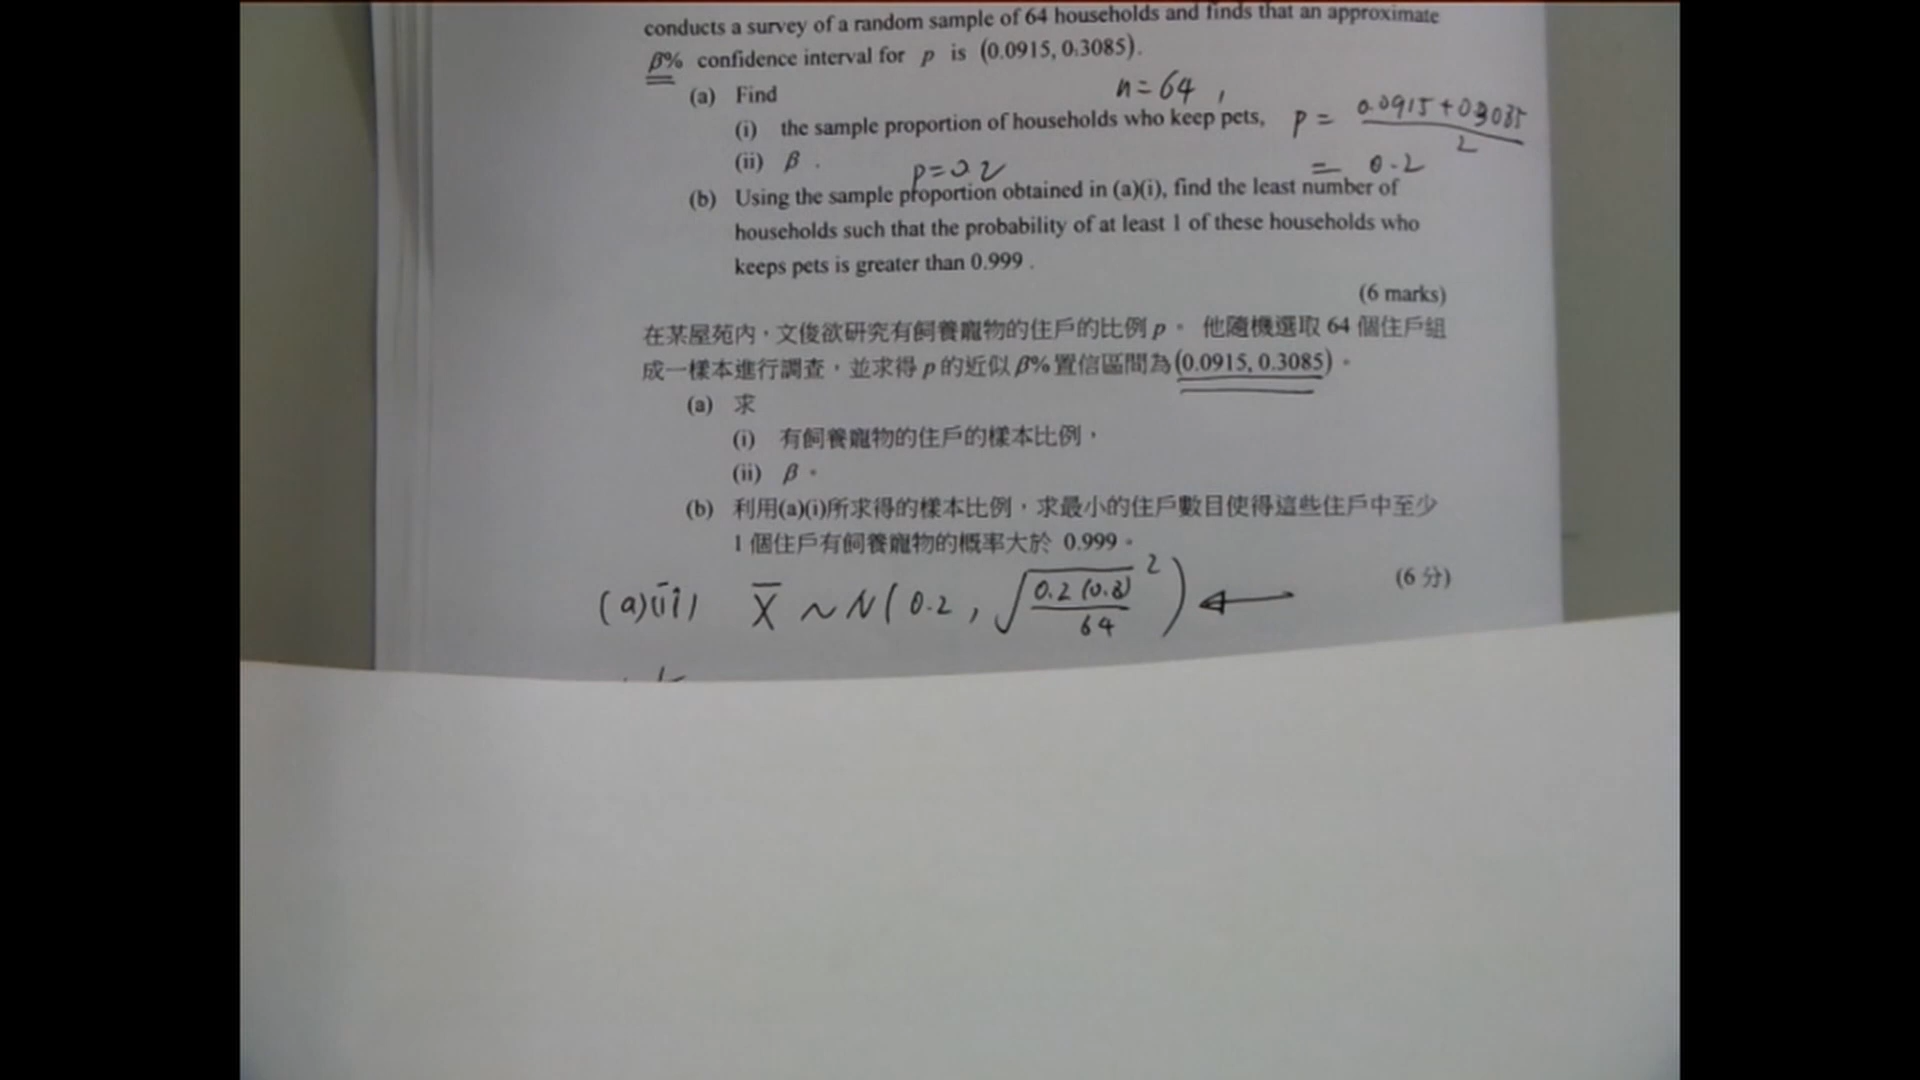 conducts a survey of a random sample of 64 households and finds that an approximate
β% confidence interval for p is (0.0915, 0.3085).
n=64 ,
(a) Find
(i) the sample proportion of households who keep pets, p = (0.0915+0.3085)/2
(ii) β . p=0.2 = 0.2
(b) Using the sample proportion obtained in (a)(i), find the least number of
households such that the probability of at least 1 of these households who
keeps pets is greater than 0.999 .
(6 marks)
在某屋苑內，文俊欲研究有飼養寵物的住戶的比例 p 。 他隨機選取 64 個住戶組
成一樣本進行調查，並求得 p 的近似 β% 置信區間為 (0.0915, 0.3085) 。
(a) 求
(i) 有飼養寵物的住戶的樣本比例，
(ii) β 。
(b) 利用(a)(i)所求得的樣本比例，求最小的住戶數目使得這些住戶中至少
1 個住戶有飼養寵物的概率大於 0.999 。
(6 分)
(a)(ii) X̄ ~ N(0.2 , √(0.2(0.8)/64)²) ←